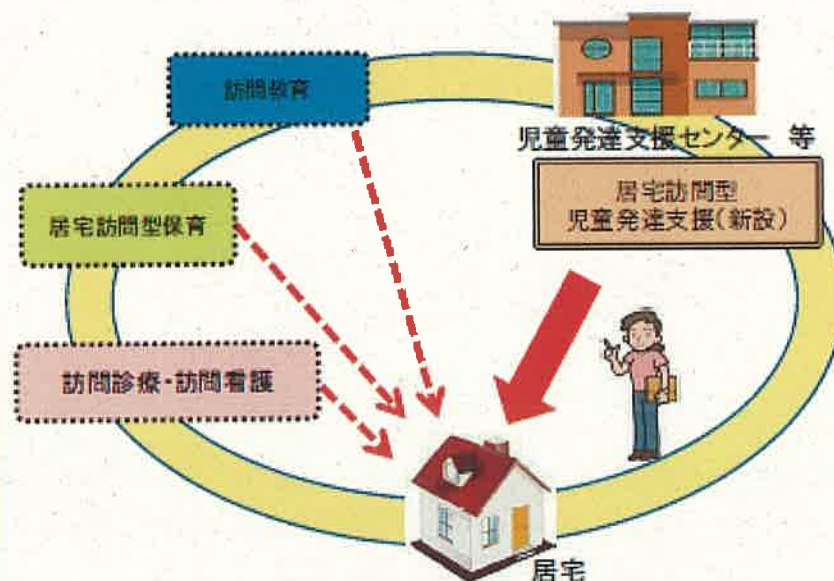 訪問教育
児童発達支援センター 等
居宅訪問型
児童発達支援(新設)
居宅訪問型保育
訪問診療・訪問看護
居宅